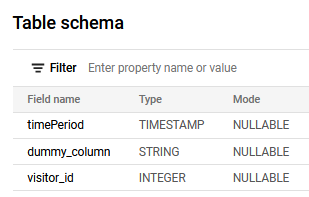 Table schema
Filter Enter property name or value
Field name Type Mode
timePeriod TIMESTAMP NULLABLE
dummy_column STRING NULLABLE
visitor_id INTEGER NULLABLE